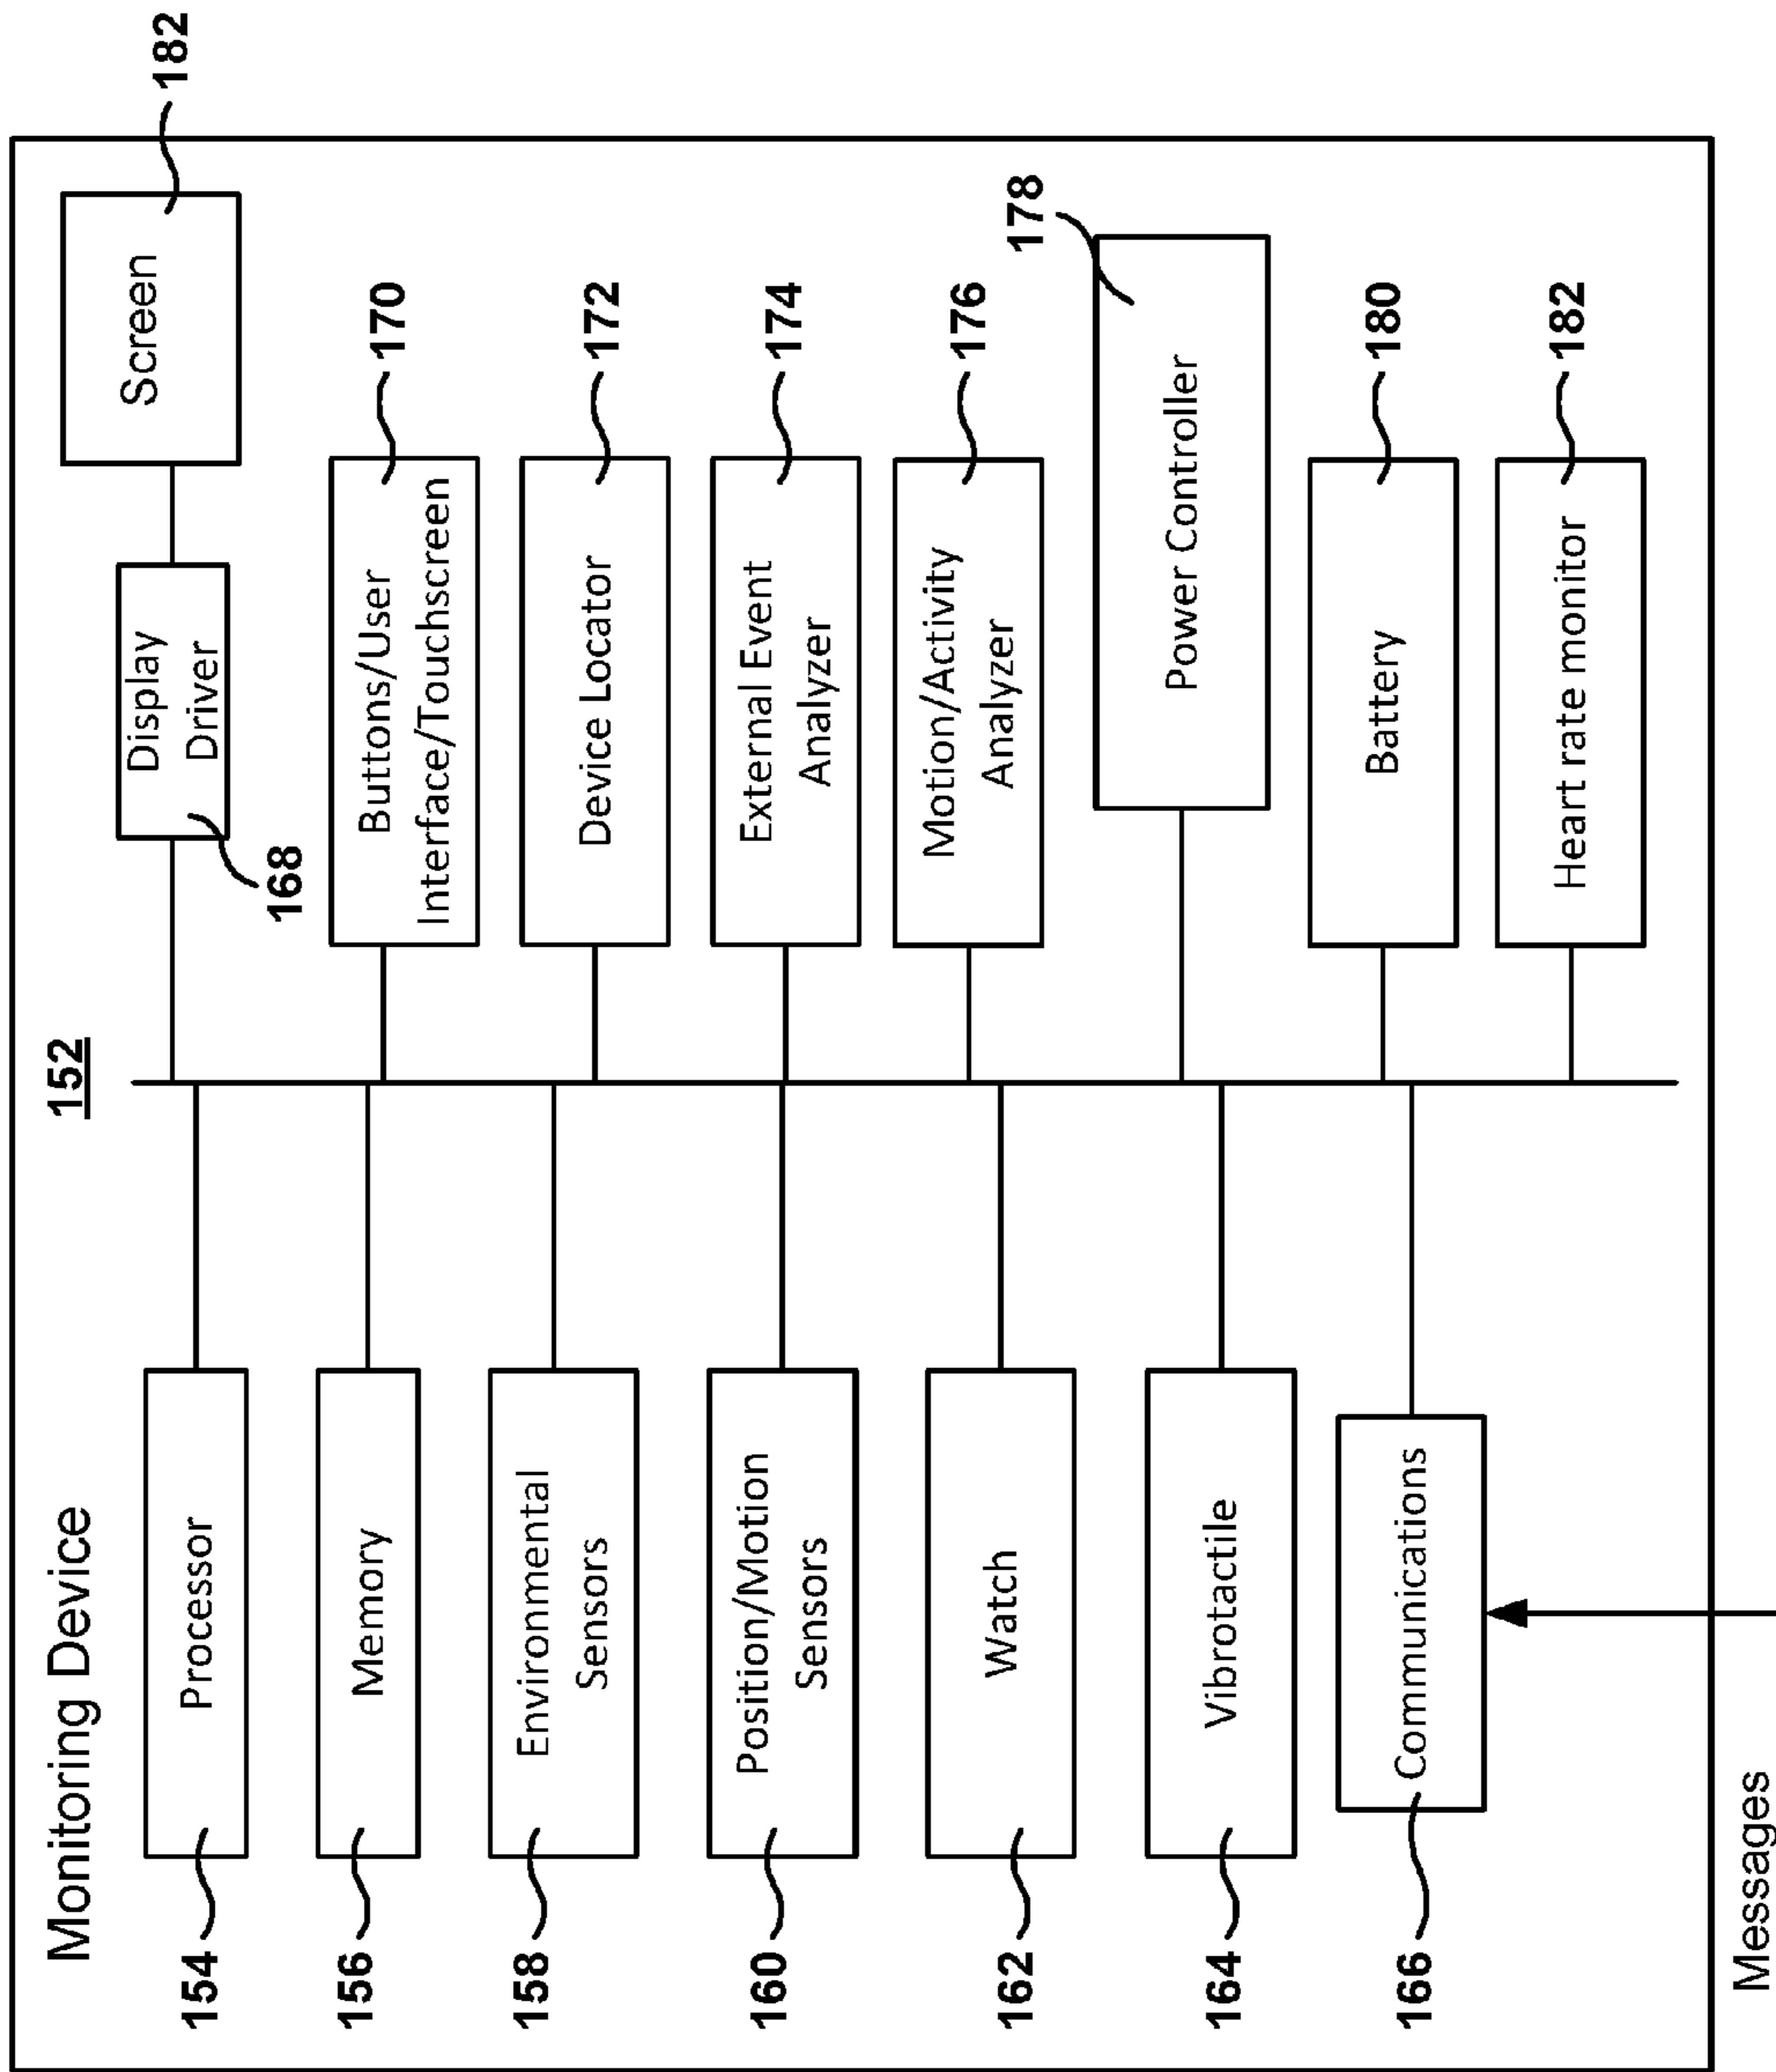 Monitoring Device
152
154
Processor
156
Memory
158
Environmental
Sensors
160
Position/Motion
Sensors
162
Watch
164
Vibrotactile
166
Communications
Messages
Display
Driver
168
Screen
182
Buttons/User
Interface/Touchscreen
170
Device Locator
172
External Event
Analyzer
174
Motion/Activity
Analyzer
176
Power Controller
178
Battery
180
Heart rate monitor
182